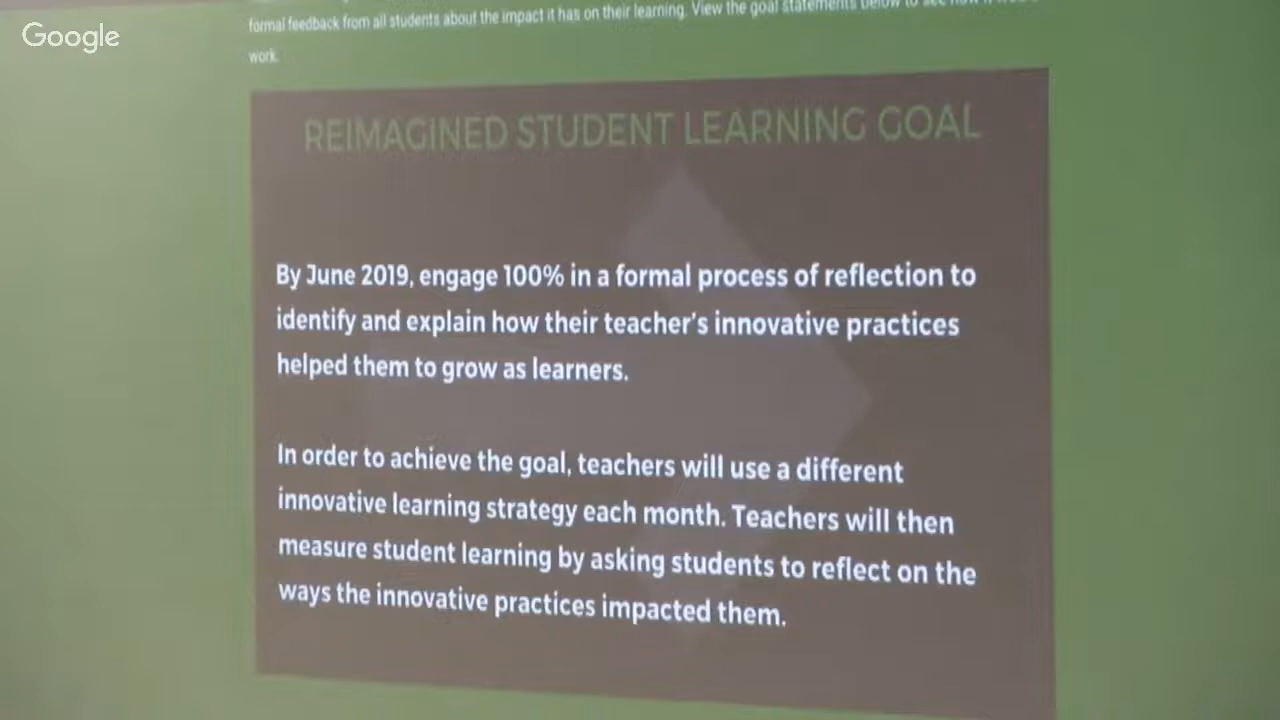 Google
formal feedback from all students about the impact it has on their learning. View the goal statements below to see how it
work.
REIMAGINED STUDENT LEARNING GOAL
By June 2019, engage 100% in a formal process of reflection to
identify and explain how their teacher's innovative practices
helped them to grow as learners.
In order to achieve the goal, teachers will use a different
innovative learning strategy each month. Teachers will then
measure student learning by asking students to reflect on the
ways the innovative practices impacted them.